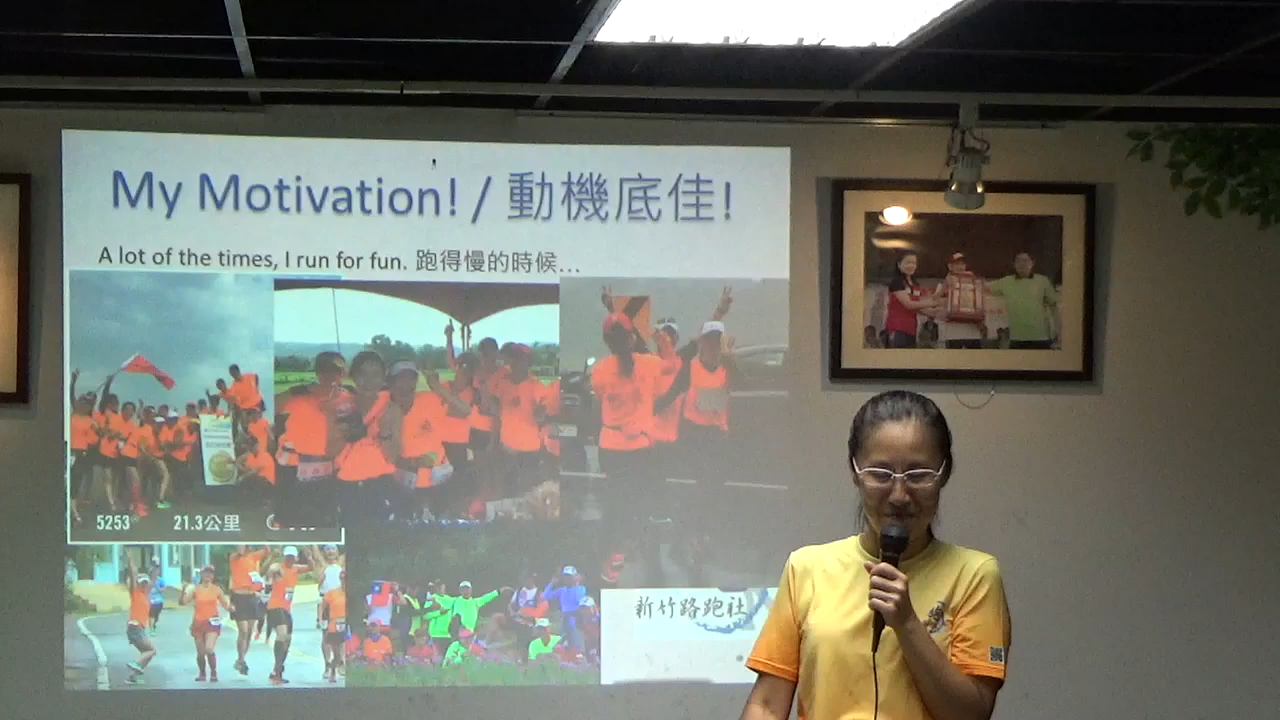 My Motivation! / 動機底佳!
A lot of the times, I run for fun. 跑得慢的時候...
5253
21.3公里
新竹路跑社